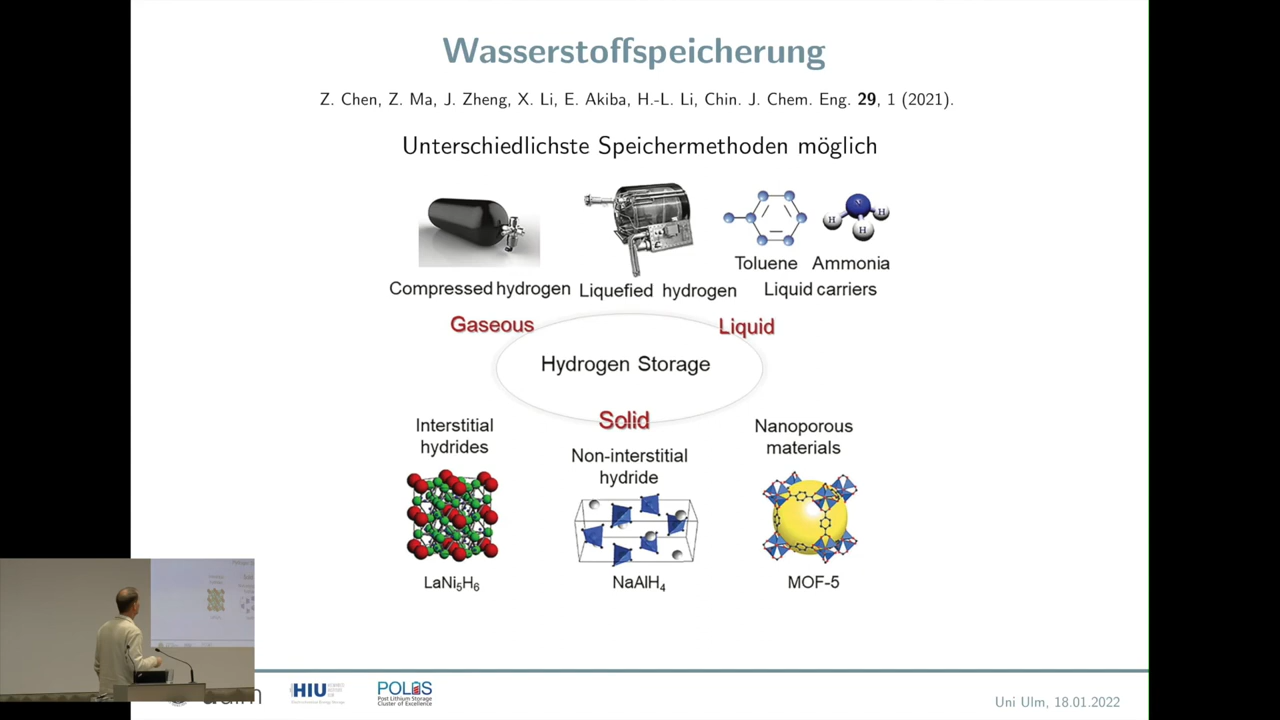 Wasserstoffspeicherung
Z. Chen, Z. Ma, J. Zheng, X. Li, E. Akiba, H.-L. Li, Chin. J. Chem. Eng. 29, 1 (2021).
Unterschiedlichste Speichermethoden möglich
H H H
Toluene Ammonia
Compressed hydrogen Liquefied hydrogen Liquid carriers
Gaseous Liquid
Hydrogen Storage
Solid
Interstitial
hydrides
Non-interstitial
hydride
Nanoporous
materials
LaNi₅H₆ NaAlH₄ MOF-5
HIU
POLiS
Post Lithium Storage
Cluster of Excellence
Uni Ulm, 18.01.2022